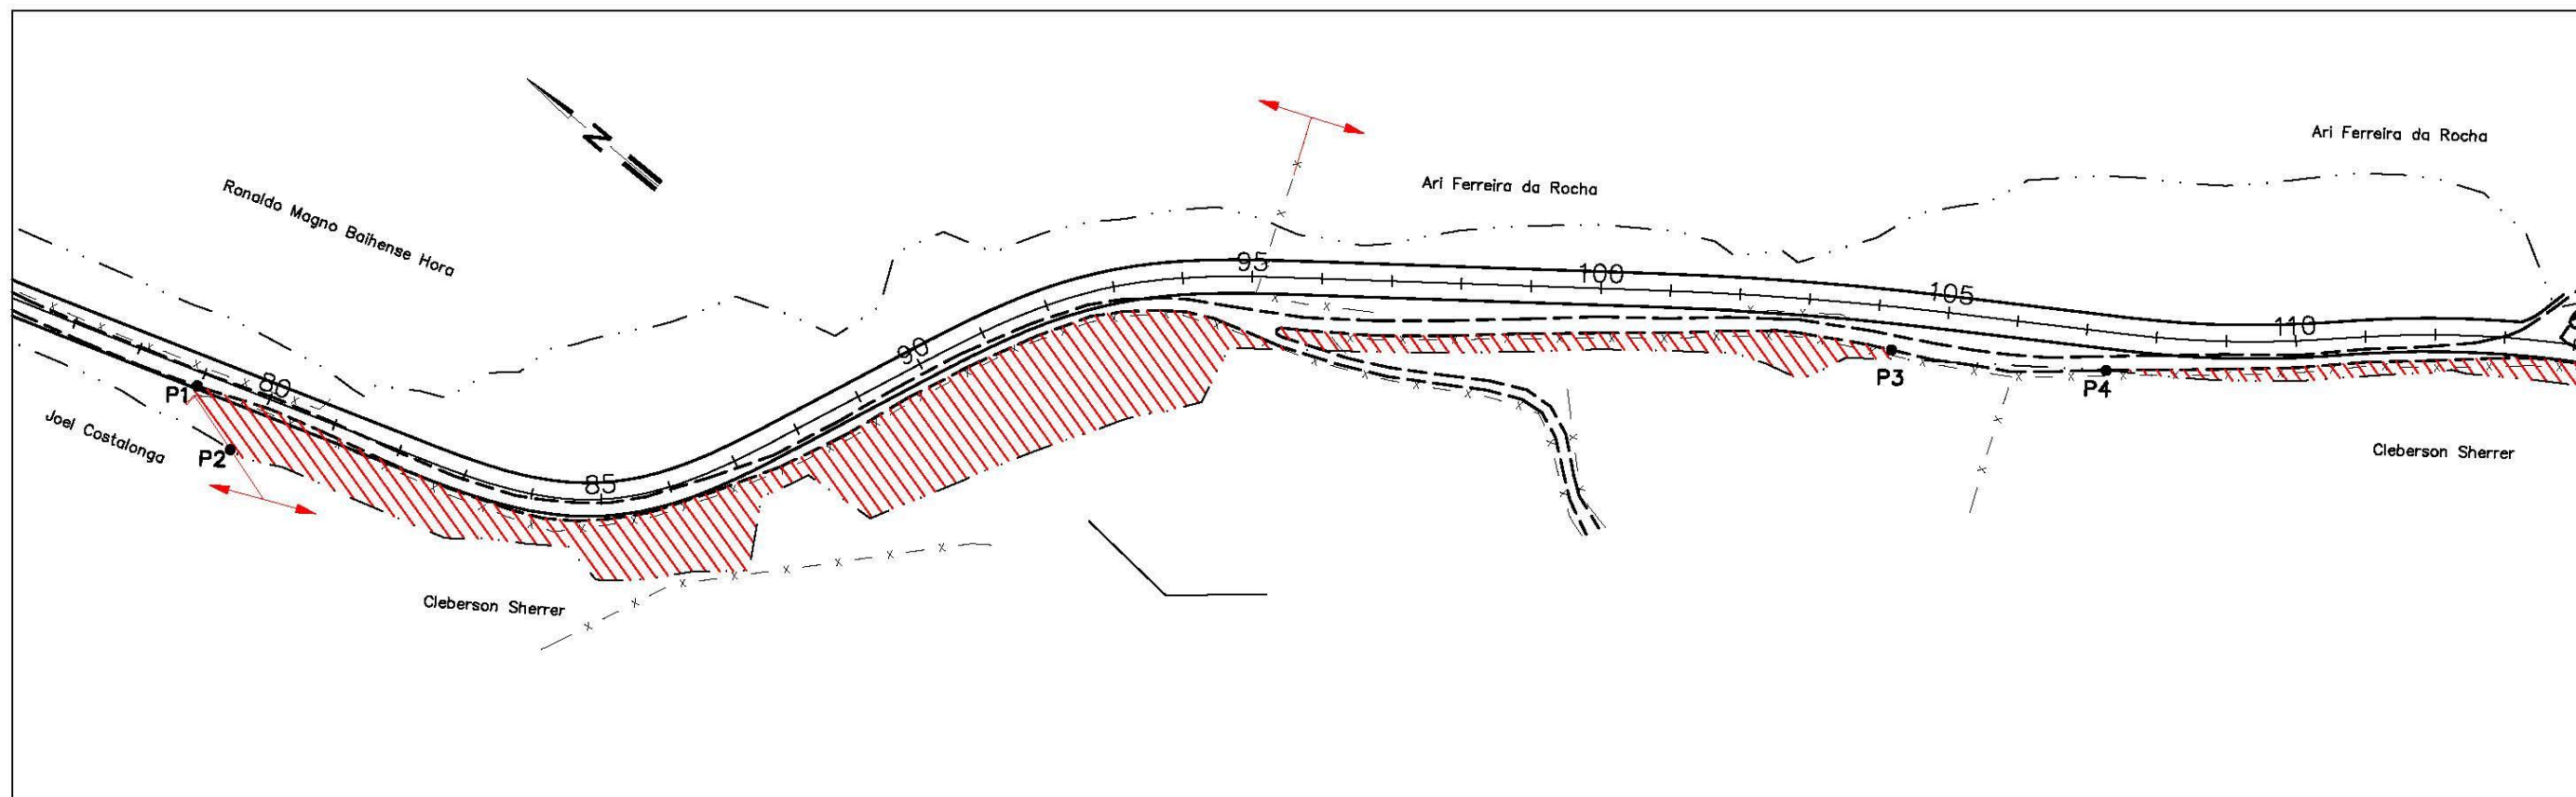 Ari Ferreira da Rocha
N
Ari Ferreira da Rocha
Ronaldo Magno Baihense Hora
95
100
105
110
90
P1
80
P3
P4
Joel Costalonga
P2
Cleberson Sherrer
85
Cleberson Sherrer